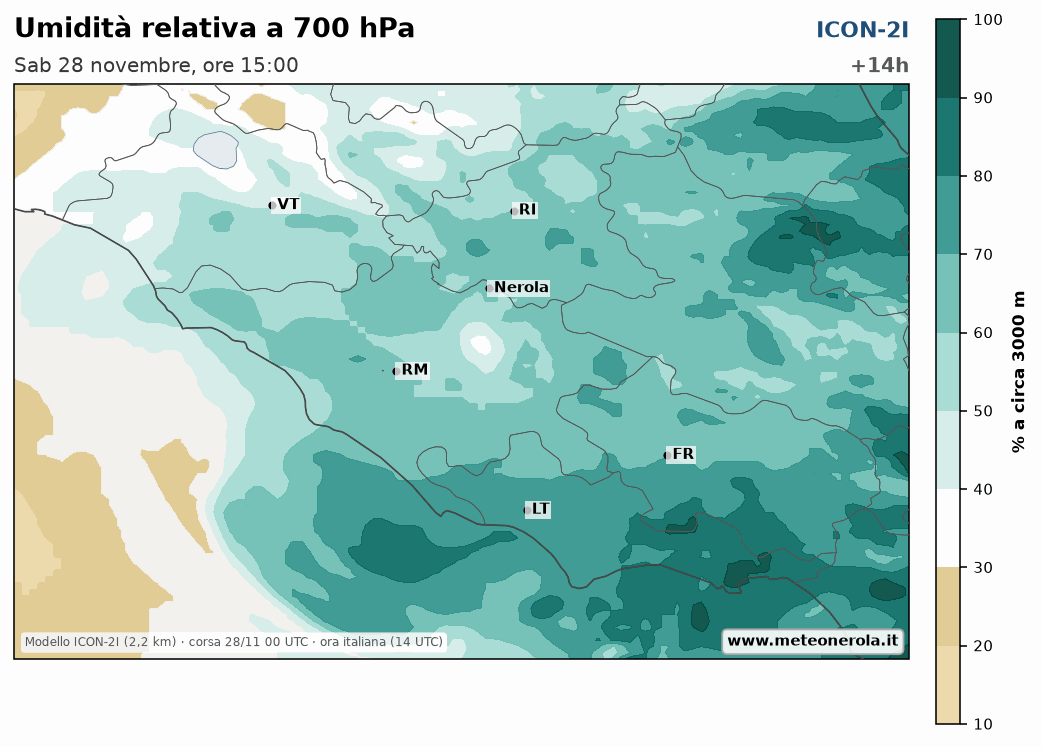 Umidità relativa a 700 hPa
ICON-2I
Sab 28 novembre, ore 15:00
+14h
VT
RI
Nerola
RM
FR
LT
Modello ICON-2I (2,2 km) · corsa 28/11 00 UTC · ora italiana (14 UTC)
www.meteonerola.it
100
90
80
70
60
50
40
30
20
10
% a circa 3000 m